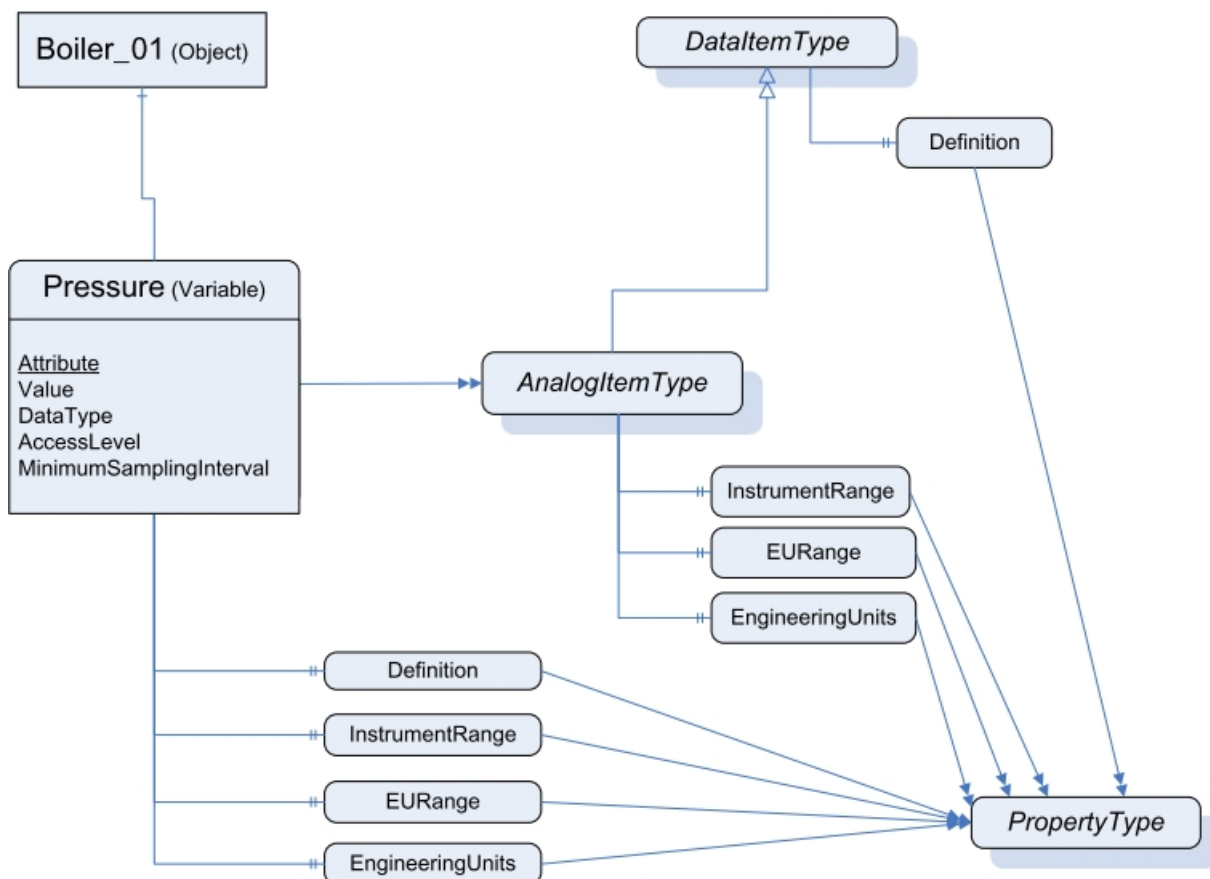 Boiler_01 (Object)
DataItemType
Definition
Pressure (Variable)
Attribute
Value
DataType
AccessLevel
MinimumSamplingInterval
AnalogItemType
InstrumentRange
EURange
EngineeringUnits
Definition
InstrumentRange
EURange
EngineeringUnits
PropertyType